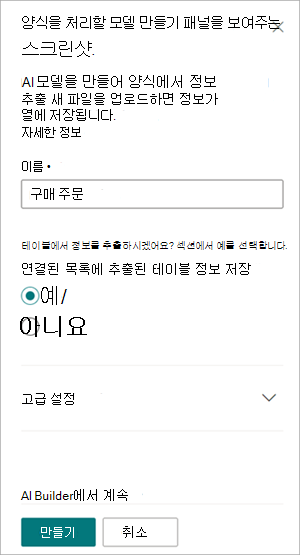 양식을 처리할 모델 만들기 패널을 보여주는
스크린샷.
AI 모델을 만들어 양식에서 정보
추출 새 파일을 업로드하면 정보가
열에 저장됩니다.
자세한 정보
이름 •
구매 주문
테이블에서 정보를 추출하시겠어요? 섹션에서 예를 선택합니다.
연결된 목록에 추출된 테이블 정보 저장
예/
아니요
고급 설정
AI Builder에서 계속
만들기 취소